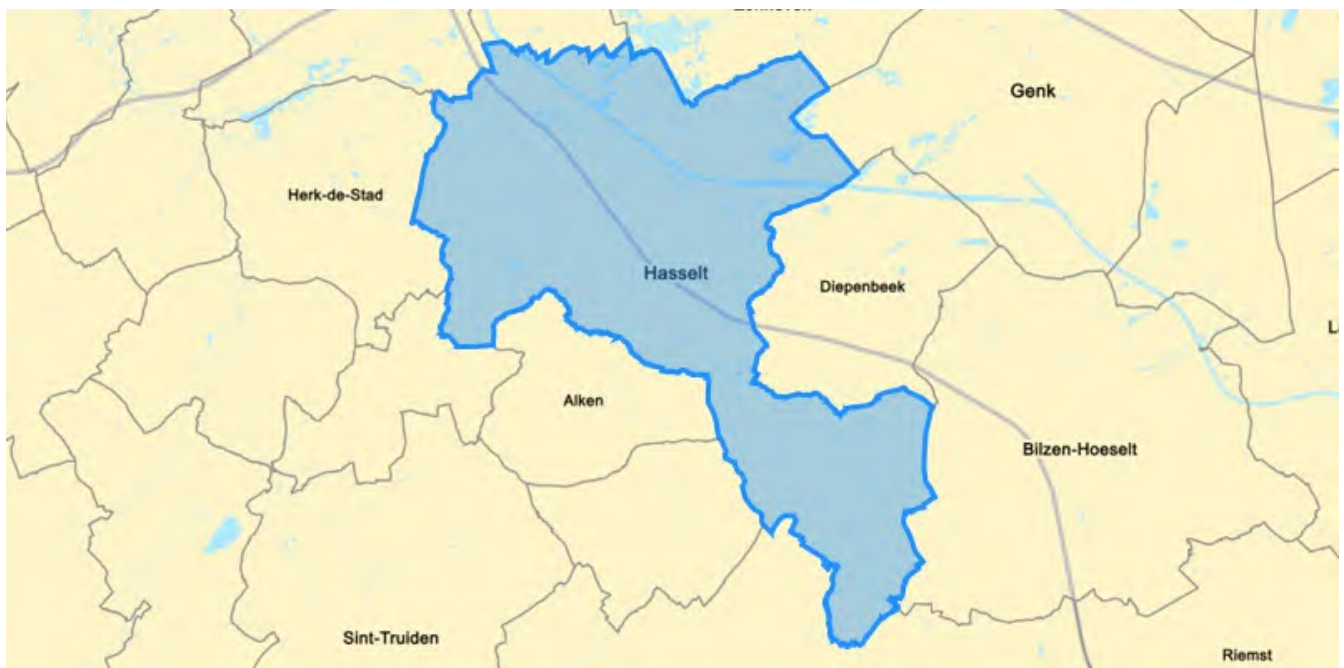 Genk
Herk-de-Stad
Hasselt
Diepenbeek
Alken
Bilzen-Hoeselt
Sint-Truiden
Riemst